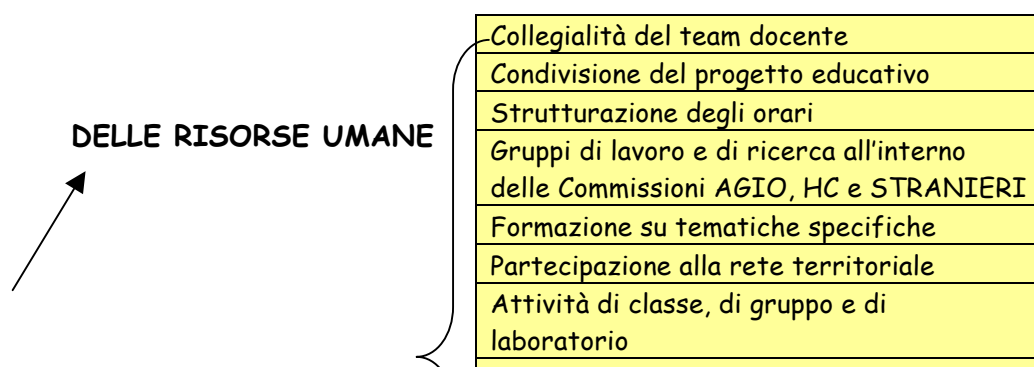 DELLE RISORSE UMANE
Collegialità del team docente
Condivisione del progetto educativo
Strutturazione degli orari
Gruppi di lavoro e di ricerca all’interno
delle Commissioni AGIO, HC e STRANIERI
Formazione su tematiche specifiche
Partecipazione alla rete territoriale
Attività di classe, di gruppo e di
laboratorio